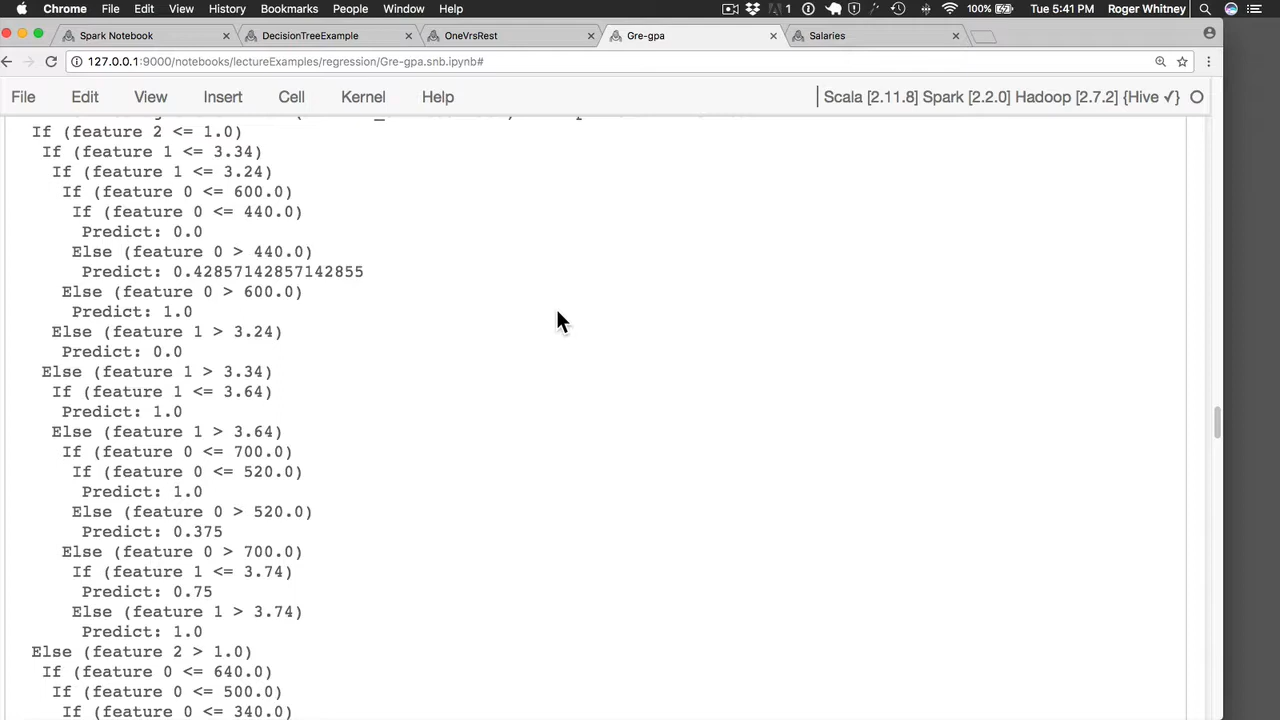 Chrome File Edit View History Bookmarks People Window Help 1 100% Tue 5:41 PM Roger Whitney
Spark Notebook DecisionTreeExample OneVrsRest Gre-gpa Salaries
127.0.0.1:9000/notebooks/lectureExamples/regression/Gre-gpa.snb.ipynb#
File Edit View Insert Cell Kernel Help Scala [2.11.8] Spark [2.2.0] Hadoop [2.7.2] {Hive ✓}
If (feature 2 <= 1.0)
If (feature 1 <= 3.34)
If (feature 1 <= 3.24)
If (feature 0 <= 600.0)
If (feature 0 <= 440.0)
Predict: 0.0
Else (feature 0 > 440.0)
Predict: 0.42857142857142855
Else (feature 0 > 600.0)
Predict: 1.0
Else (feature 1 > 3.24)
Predict: 0.0
Else (feature 1 > 3.34)
If (feature 1 <= 3.64)
Predict: 1.0
Else (feature 1 > 3.64)
If (feature 0 <= 700.0)
If (feature 0 <= 520.0)
Predict: 1.0
Else (feature 0 > 520.0)
Predict: 0.375
Else (feature 0 > 700.0)
If (feature 1 <= 3.74)
Predict: 0.75
Else (feature 1 > 3.74)
Predict: 1.0
Else (feature 2 > 1.0)
If (feature 0 <= 640.0)
If (feature 0 <= 500.0)
If (feature 0 <= 340.0)